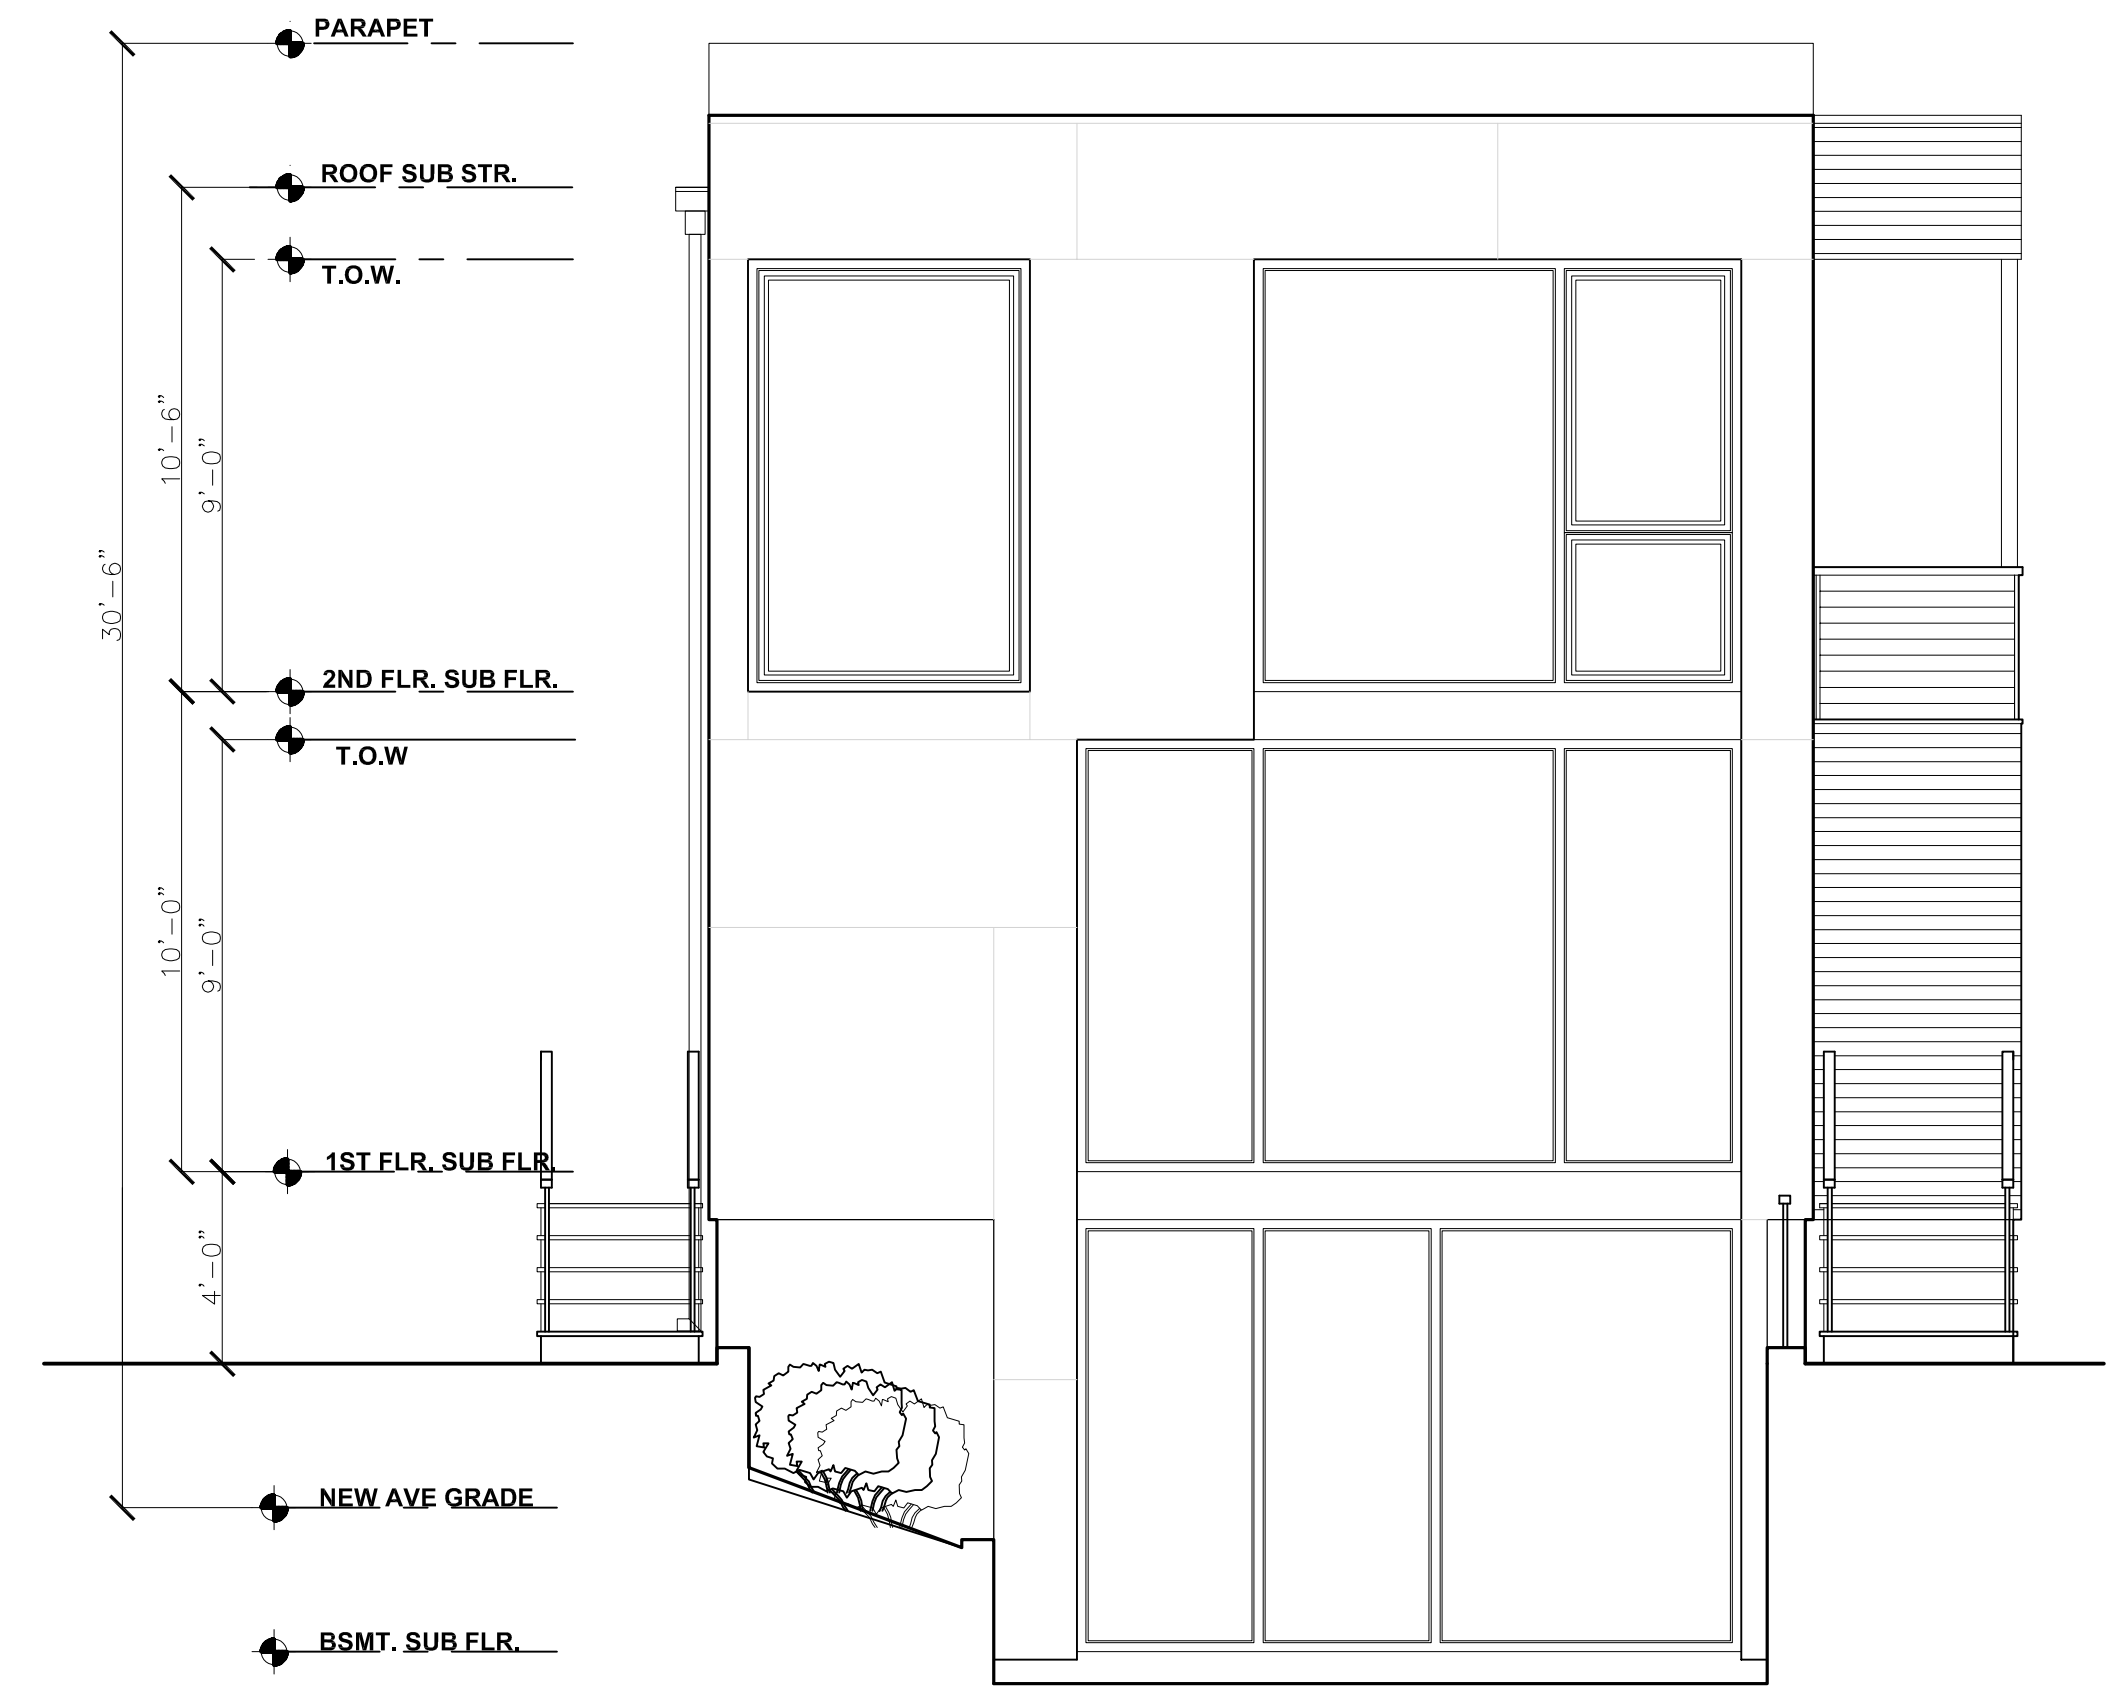 PARAPET
ROOF SUB STR.
T.O.W.
10'-6"
9'-0"
30'-6"
2ND FLR. SUB FLR.
T.O.W
10'-0"
9'-0"
1ST FLR. SUB FLR.
4'-0"
NEW AVE GRADE
BSMT. SUB FLR.